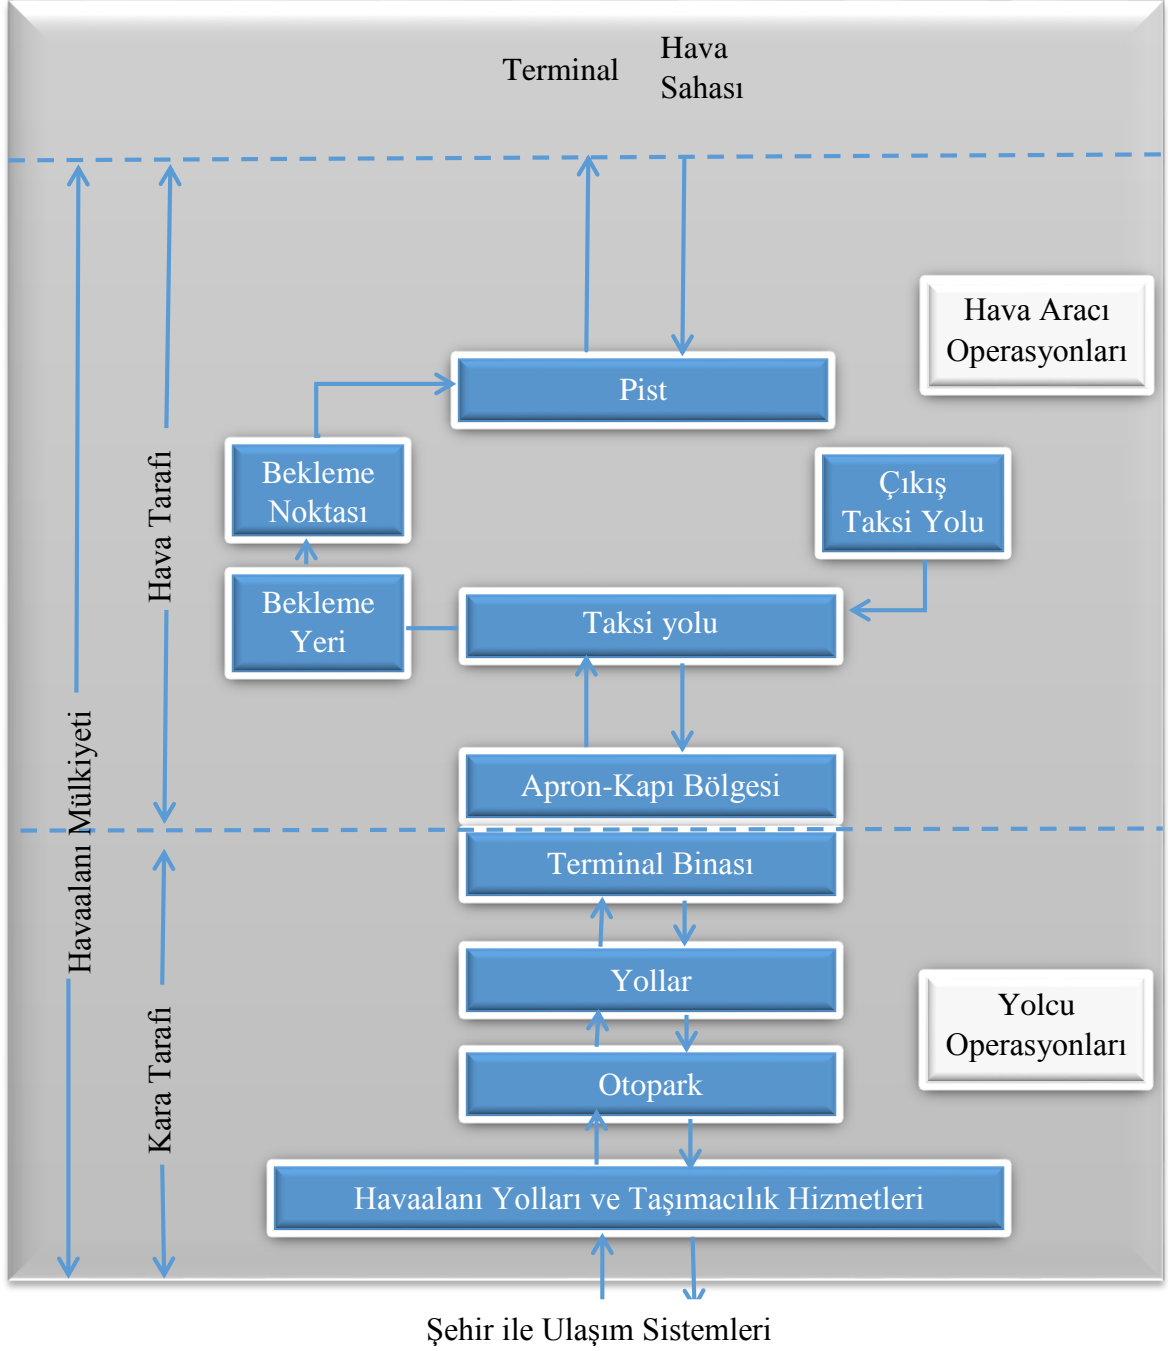 Terminal
Hava
Sahası
Hava Aracı
Operasyonları
Pist
Bekleme
Noktası
Çıkış
Taksi Yolu
Hava Tarafı
Bekleme
Yeri
Taksi yolu
Havaalanı Mülkiyeti
Apron-Kapı Bölgesi
Terminal Binası
Yollar
Yolcu
Operasyonları
Kara Tarafı
Otopark
Havaalanı Yolları ve Taşımacılık Hizmetleri
Şehir ile Ulaşım Sistemleri